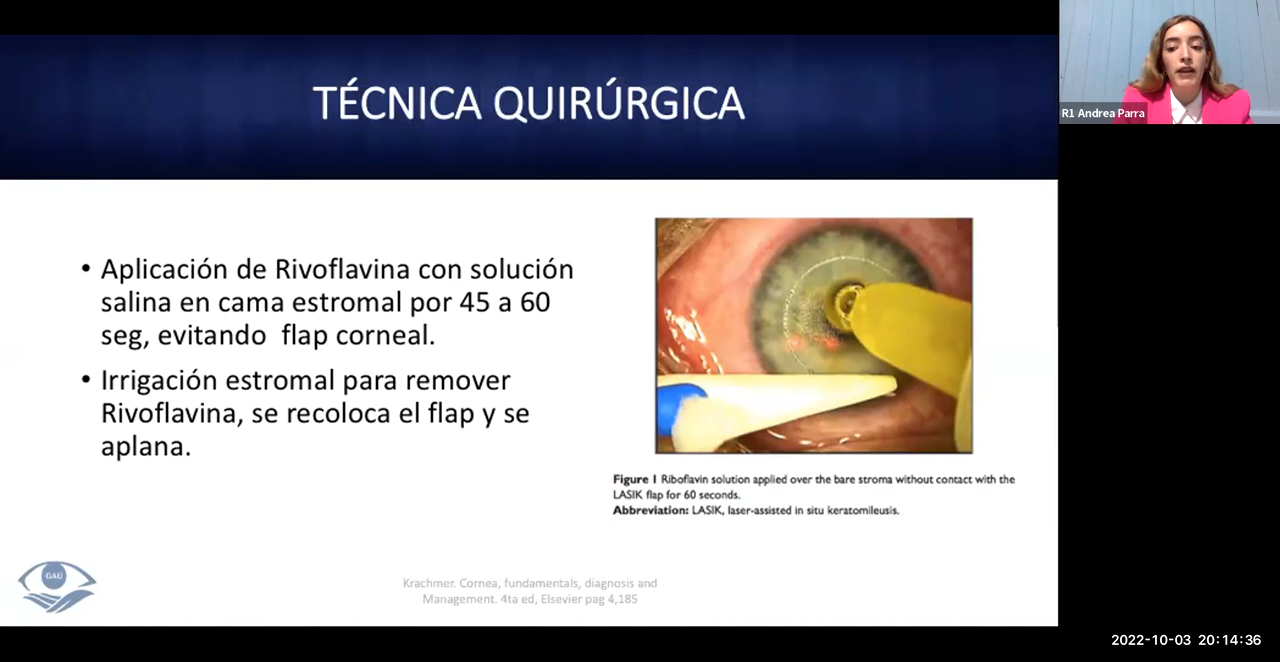 TÉCNICA QUIRÚRGICA
• Aplicación de Rivoflavina con solución
salina en cama estromal por 45 a 60
seg, evitando  flap corneal.
• Irrigación estromal para remover
Rivoflavina, se recoloca el flap y se
aplana.
Figure 1 Riboflavin solution applied over the bare stroma without contact with the
LASIK flap for 60 seconds.
Abbreviation: LASIK, laser-assisted in situ keratomileusis.
GAU
Krachmer. Cornea, fundamentals, diagnosis and
Management. 4ta ed, Elsevier pag 4,185
R1 Andrea Parra
2022-10-03 20:14:36